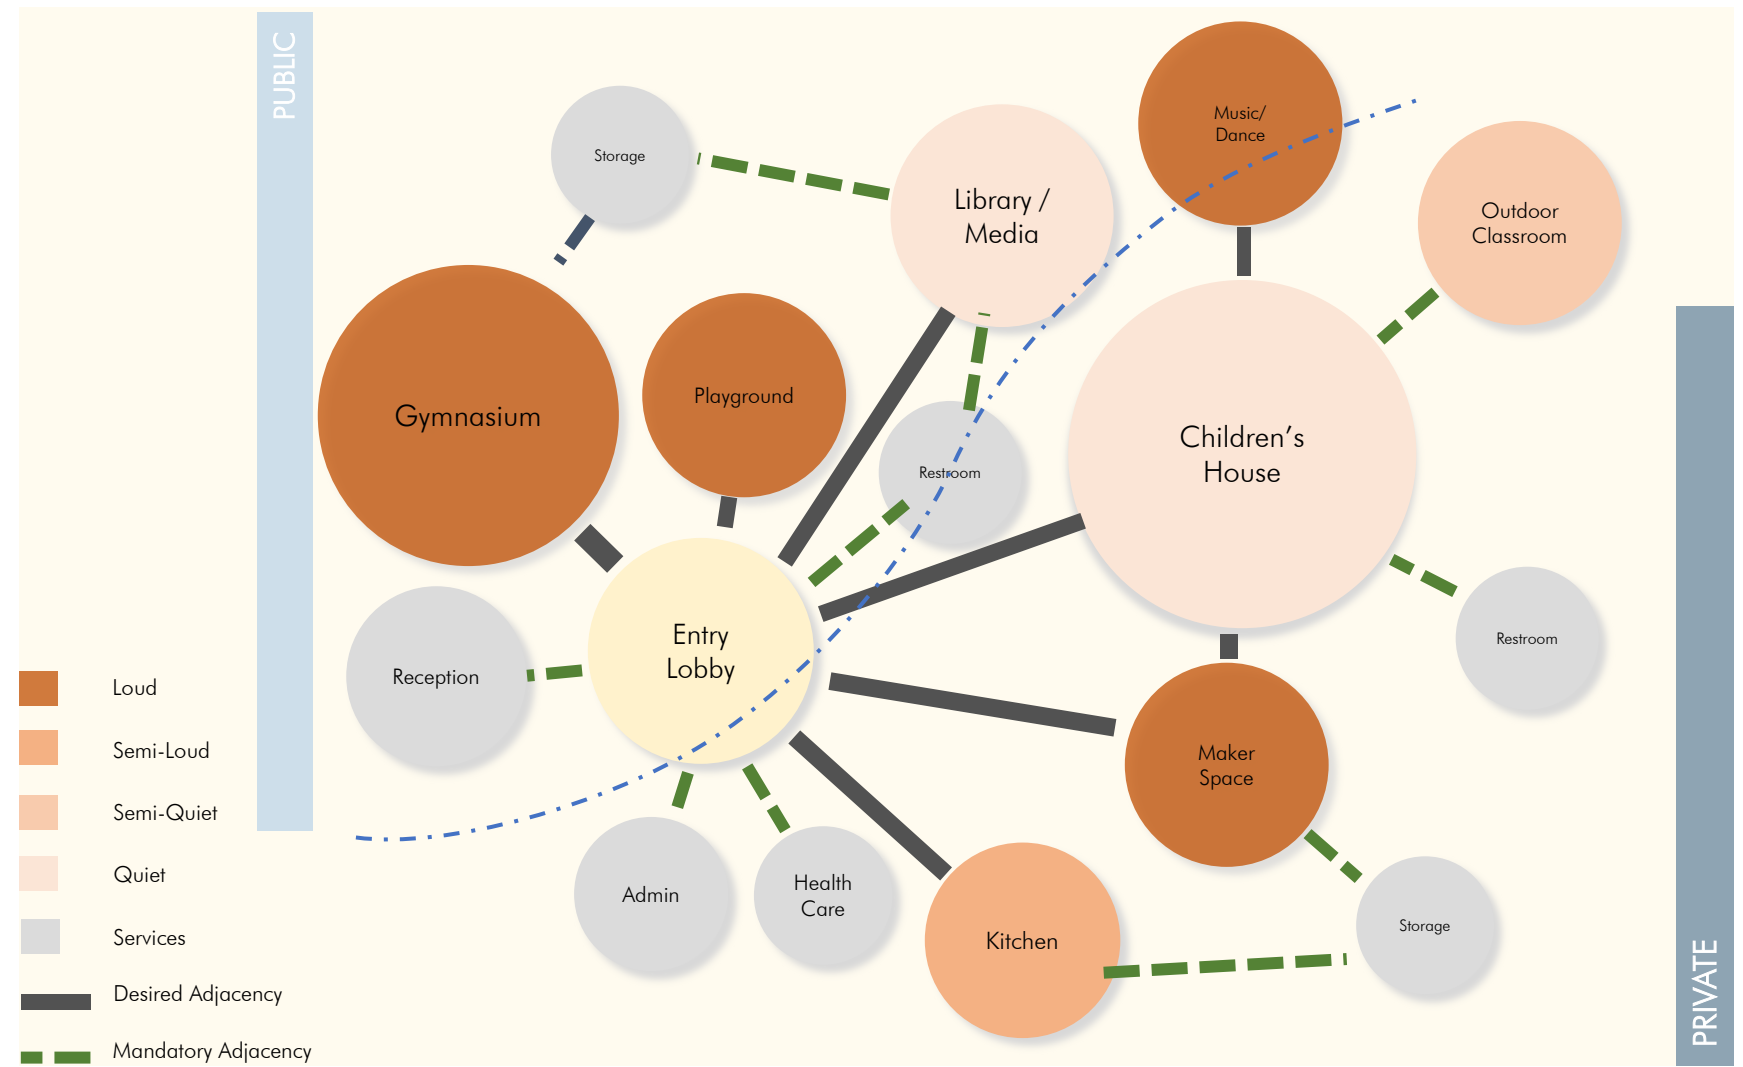 PUBLIC
Music/
Dance
Storage
Library /
Media
Outdoor
Classroom
Playground
Gymnasium
Children’s
House
Restroom
Entry
Lobby
Reception
Restroom
Maker
Space
Admin
Health
Care
Kitchen
Storage
PRIVATE
Loud
Semi-Loud
Semi-Quiet
Quiet
Services
Desired Adjacency
Mandatory Adjacency